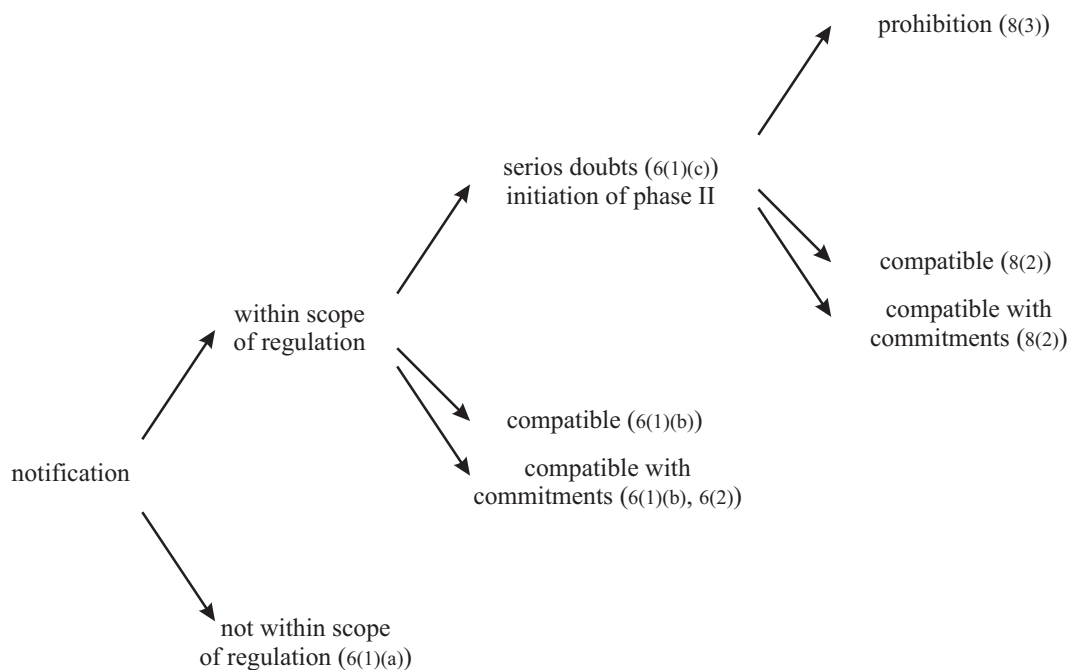 prohibition (8(3))
serios doubts (6(1)(c))
initiation of phase II
compatible (8(2))
compatible with
commitments (8(2))
within scope
of regulation
compatible (6(1)(b))
compatible with
commitments (6(1)(b), 6(2))
notification
not within scope
of regulation (6(1)(a))